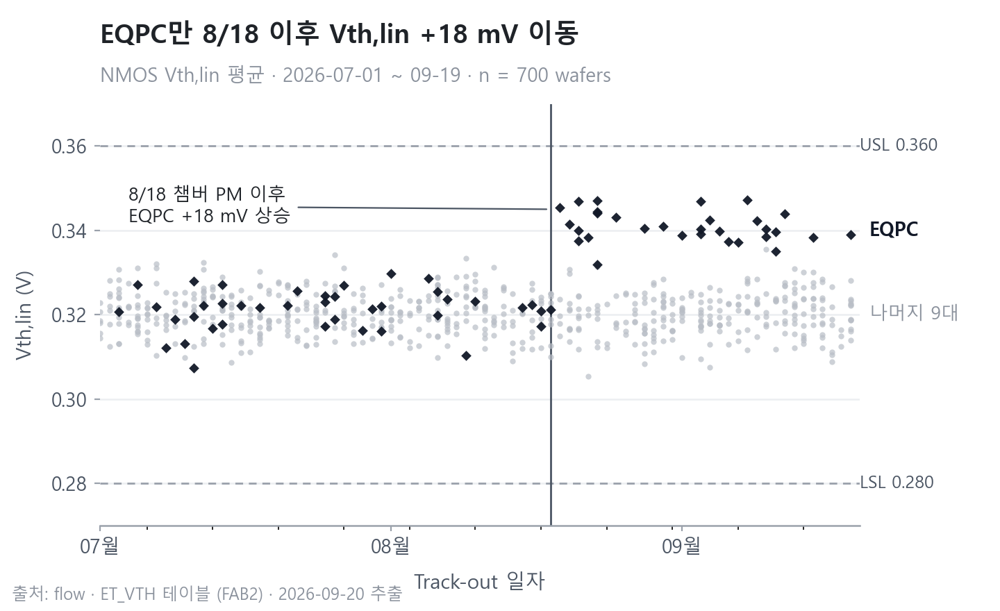 EQPC만 8/18 이후 Vth,lin +18 mV 이동
NMOS Vth,lin 평균 · 2026-07-01 ~ 09-19 · n = 700 wafers
0.36
USL 0.360
8/18 챔버 PM 이후
EQPC +18 mV 상승
0.34
EQPC
Vth,lin (V)
0.32
나머지 9대
0.30
0.28
LSL 0.280
07월
08월
09월
Track-out 일자
출처: flow · ET_VTH 테이블 (FAB2) · 2026-09-20 추출